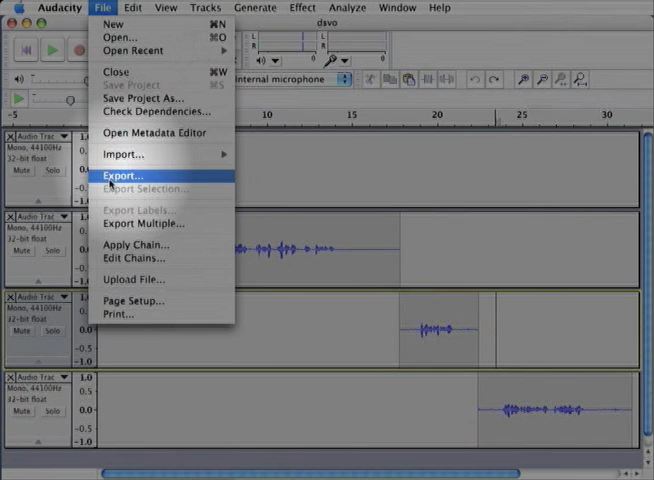 Audacity File Edit View Tracks Generate Effect Analyze Window Help
dsvo
New ⌘N
Open... ⌘O
Open Recent
Close ⌘W
Save Project ⌘S
Save Project As...
Check Dependencies...
Open Metadata Editor
Import...
Export...
Export Selection...
Export Labels...
Export Multiple...
Apply Chain...
Edit Chains...
Upload File...
Page Setup...
Print...
L
R
L
R
Internal microphone
-5 10 15 20 25 30
Audio Trac 1.0
Mono, 44100Hz
32-bit float
Mute Solo
Audio Trac
Mono, 44100Hz
32-bit float
Mute Solo
Audio Trac
Mono, 44100Hz
32-bit float
Mute Solo
-1.0
Audio Trac 1.0
Mono, 44100Hz 0.5
32-bit float
Mute Solo 0.0
-0.5
-1.0